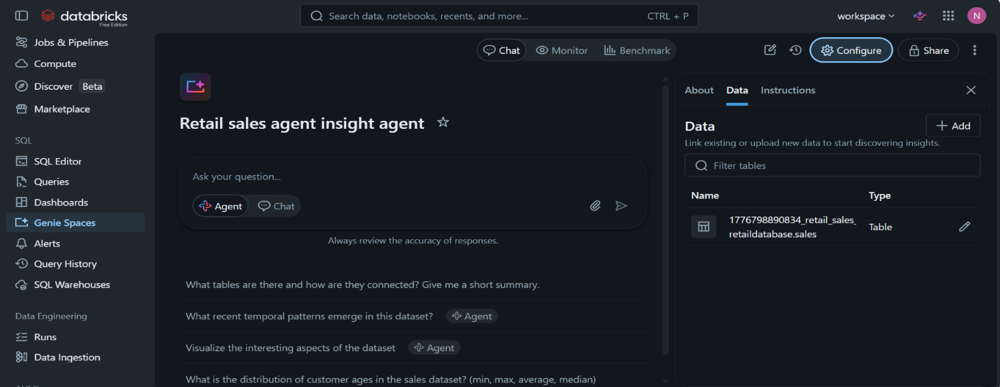 databricks
Free Edition
Search data, notebooks, recents, and more... CTRL + P
workspace
N
Jobs & Pipelines
Compute
Discover Beta
Marketplace
SQL
SQL Editor
Queries
Dashboards
Genie Spaces
Alerts
Query History
SQL Warehouses
Data Engineering
Runs
Data Ingestion
Chat Monitor Benchmark
Configure Share
Retail sales agent insight agent
Ask your question...
Agent Chat
Always review the accuracy of responses.
What tables are there and how are they connected? Give me a short summary.
What recent temporal patterns emerge in this dataset? Agent
Visualize the interesting aspects of the dataset Agent
What is the distribution of customer ages in the sales dataset? (min, max, average, median)
About Data Instructions
Data
Add
Link existing or upload new data to start discovering insights.
Filter tables
Name Type
1776798890834_retail_sales_
retaildatabase.sales
Table